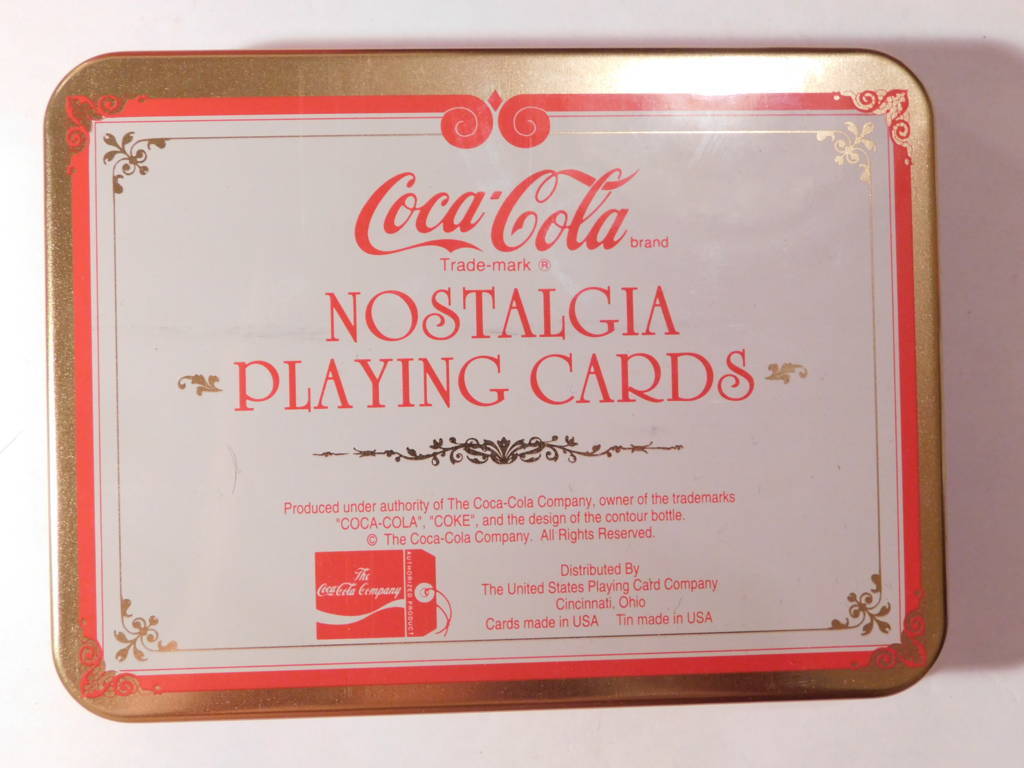 Coca-Cola
brand
Trade-mark ®
NOSTALGIA
PLAYING CARDS
Produced under authority of The Coca-Cola Company, owner of the trademarks
"COCA-COLA", "COKE", and the design of the contour bottle.
© The Coca-Cola Company. All Rights Reserved.
AUTHORIZED PRODUCT
The
Coca-Cola Company
Distributed By
The United States Playing Card Company
Cincinnati, Ohio
Cards made in USA Tin made in USA